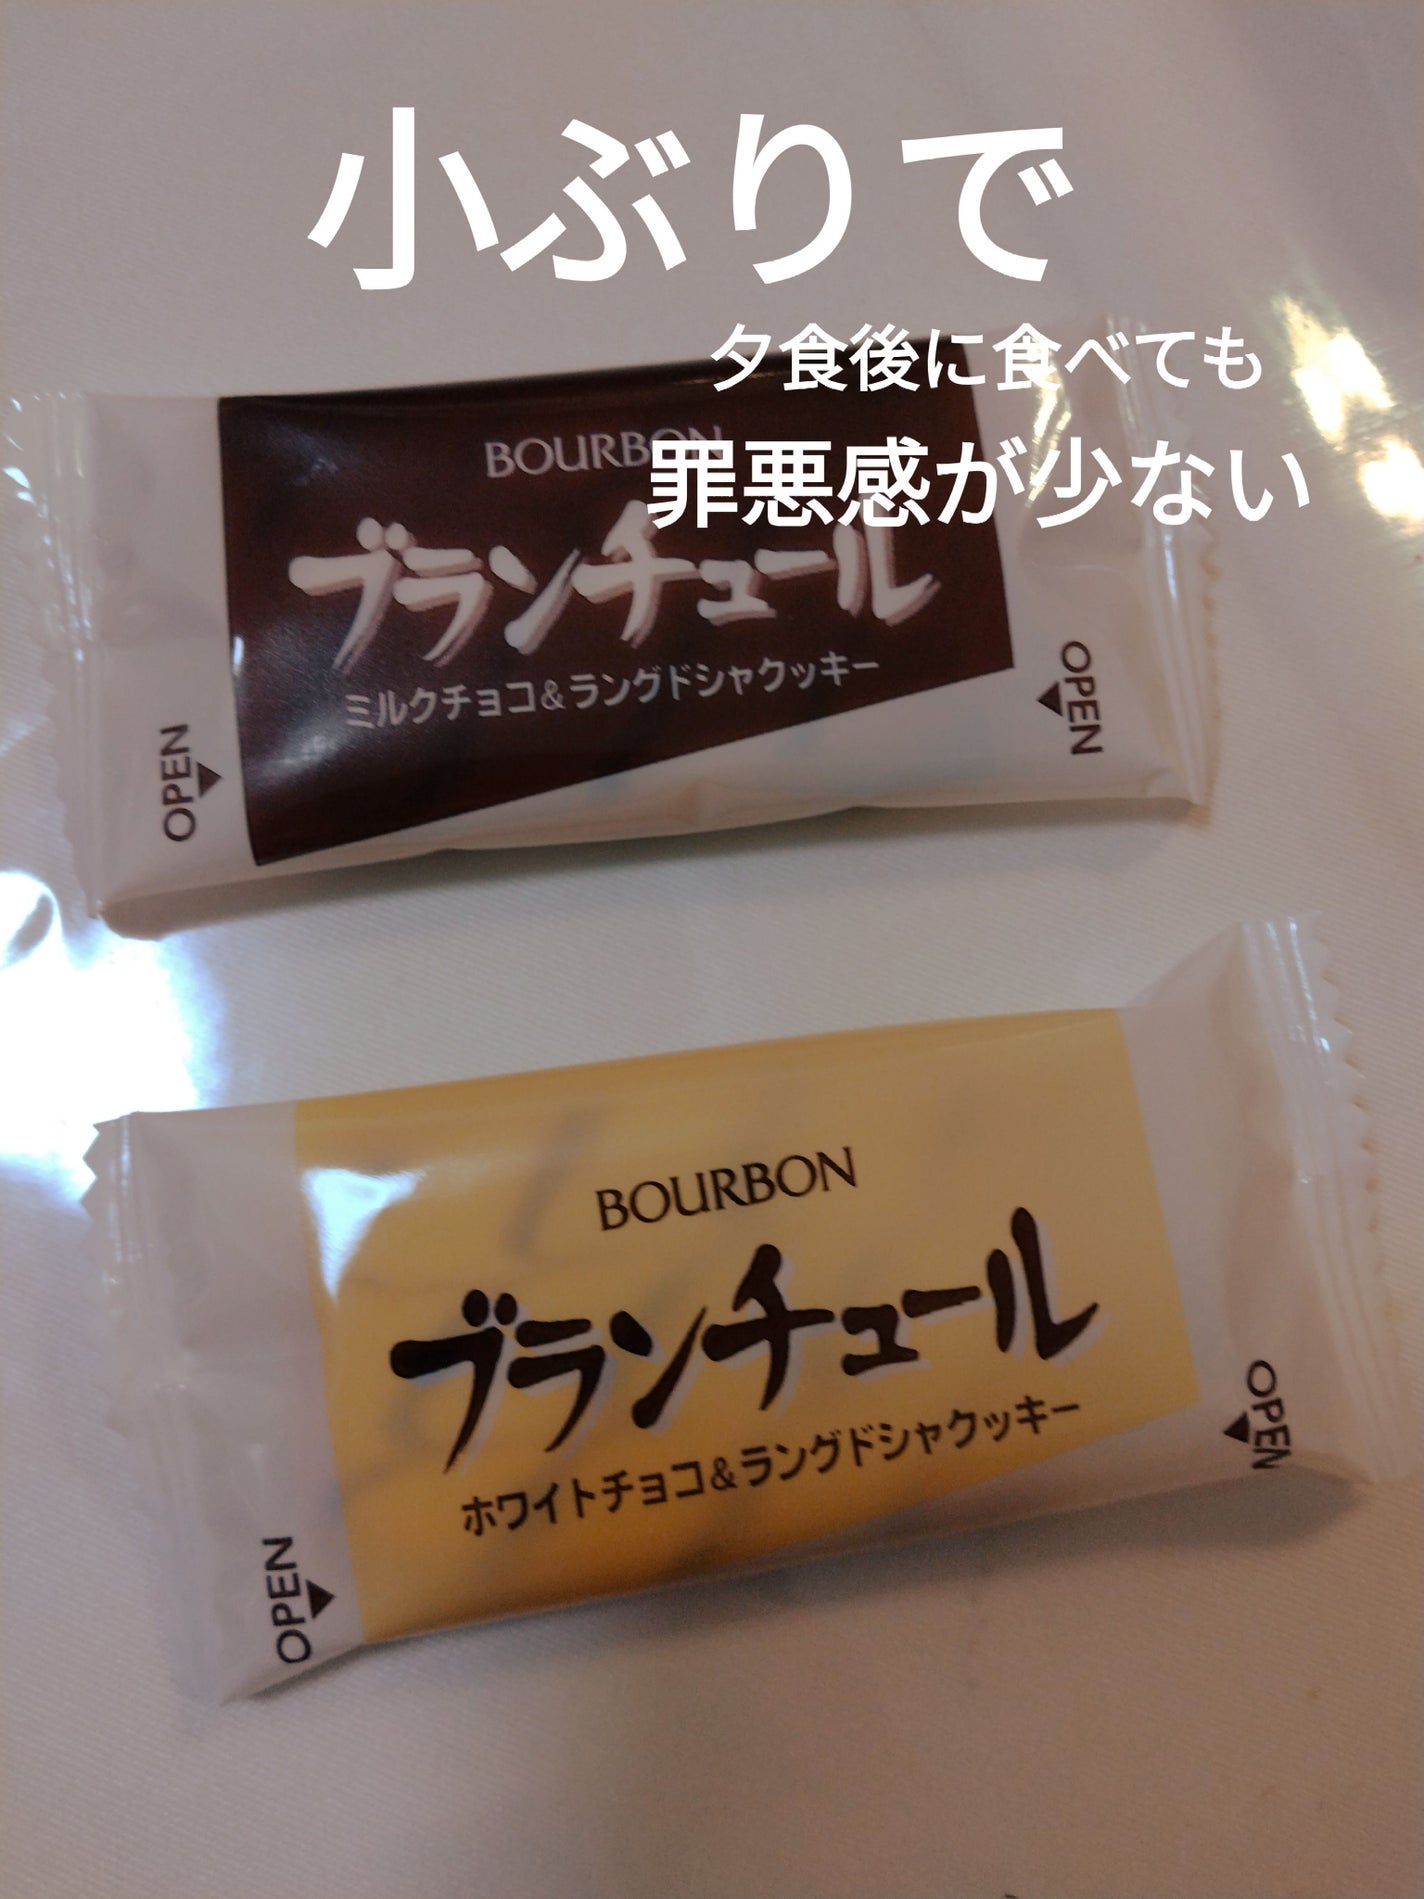 小ぶりで
夕食後に食べても
罪悪感が少ない
BOURBON
ブランチュール
ミルクチョコ&ラングドシャクッキー
OPEN
OPEN
BOURBON
ブランチュール
ホワイトチョコ&ラングドシャクッキー
OPEN
OPEN